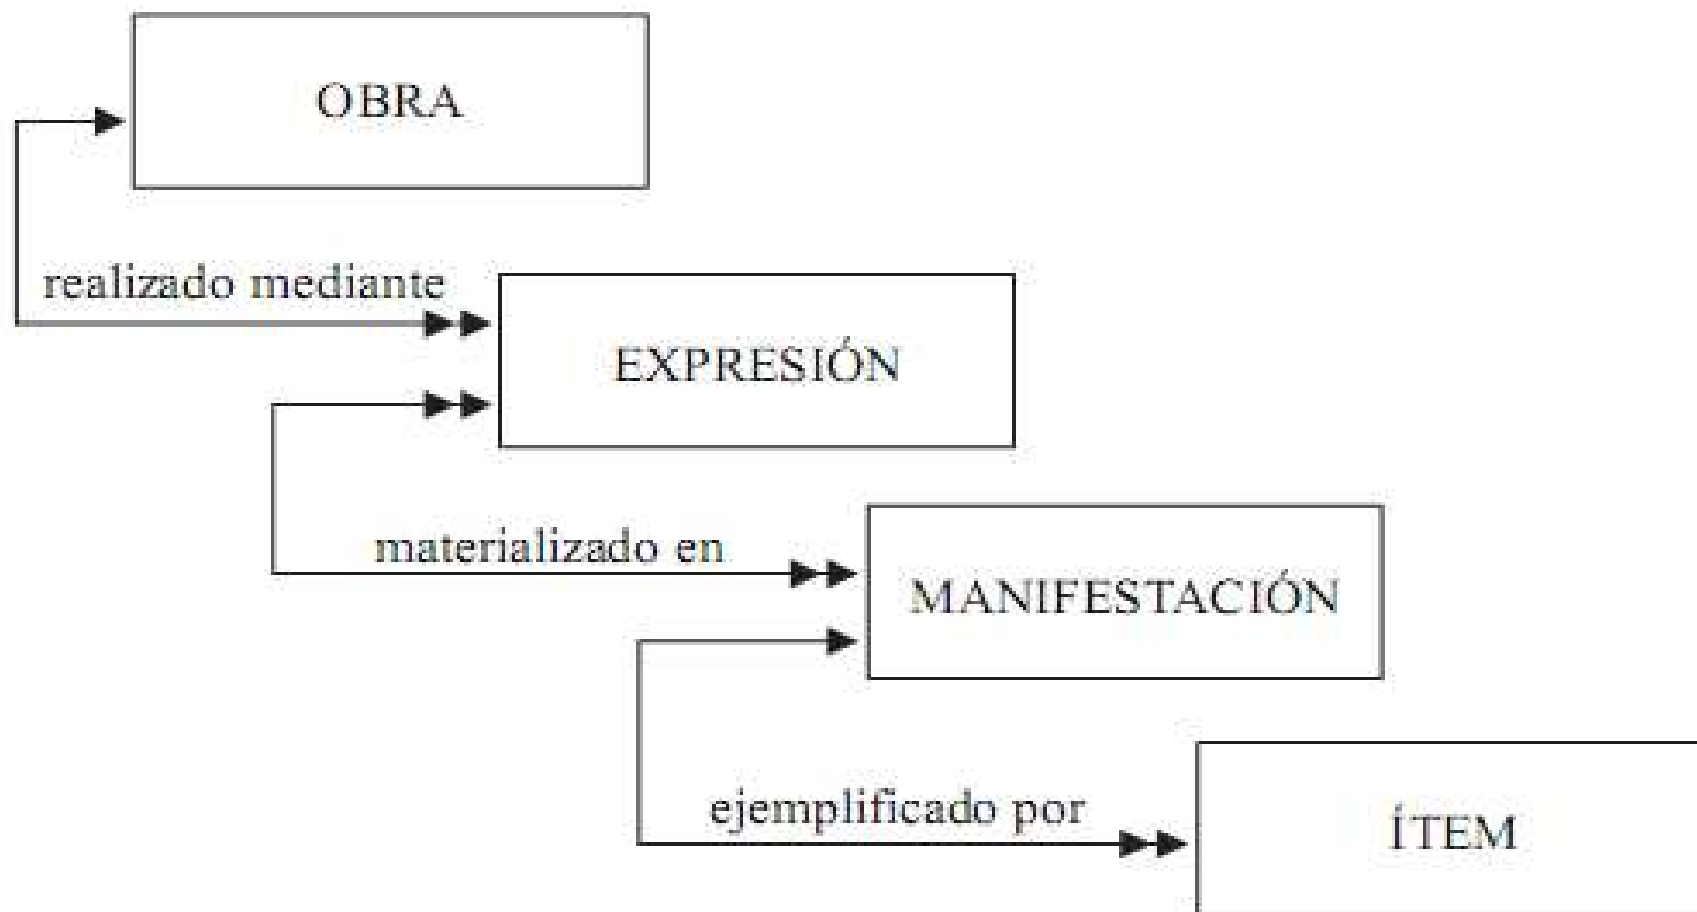 OBRA
realizado mediante
EXPRESIÓN
materializado en
MANIFESTACIÓN
ejemplificado por
ÍTEM